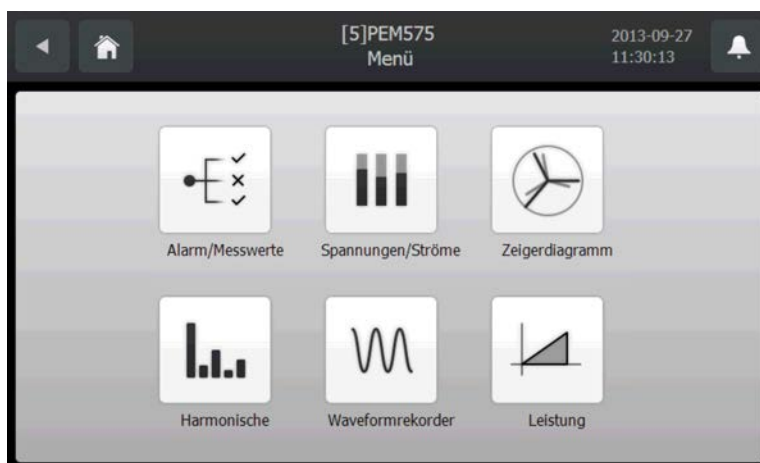 [5]PEM575
Menü
2013-09-27
11:30:13
Alarm/Messwerte
Spannungen/Ströme
Zeigerdiagramm
Harmonische
Waveformrekorder
Leistung